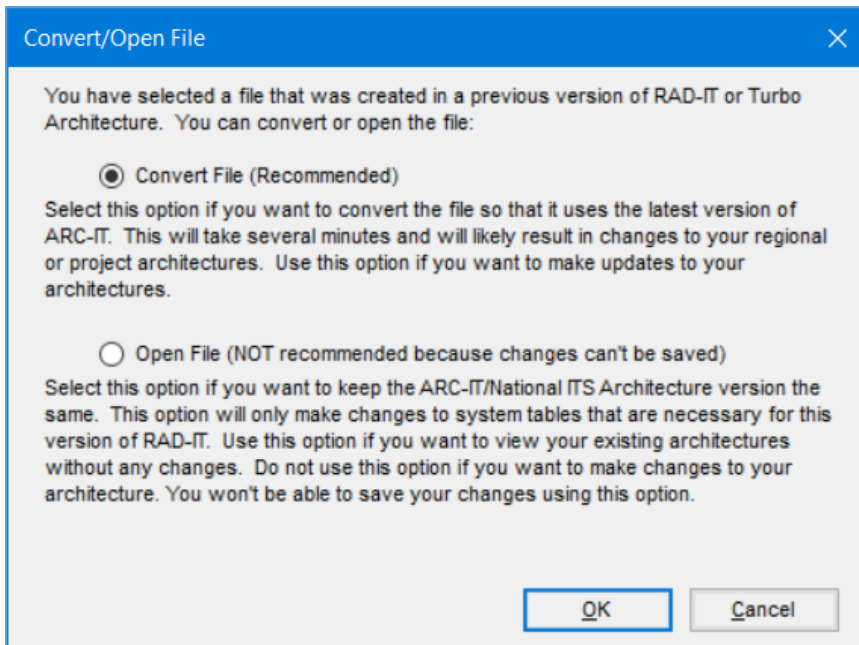 Convert/Open File
You have selected a file that was created in a previous version of RAD-IT or Turbo
Architecture.  You can convert or open the file:
Convert File (Recommended)
Select this option if you want to convert the file so that it uses the latest version of
ARC-IT.  This will take several minutes and will likely result in changes to your regional
or project architectures.  Use this option if you want to make updates to your
architectures.
Open File (NOT recommended because changes can't be saved)
Select this option if you want to keep the ARC-IT/National ITS Architecture version the
same.  This option will only make changes to system tables that are necessary for this
version of RAD-IT.  Use this option if you want to view your existing architectures
without any changes.  Do not use this option if you want to make changes to your
architecture. You won't be able to save your changes using this option.
OK
Cancel